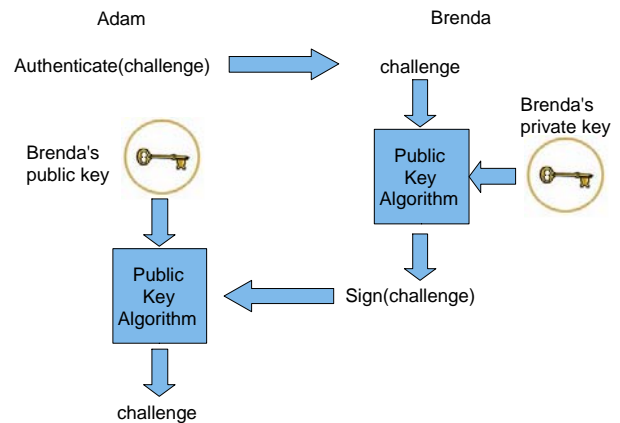 Adam
Brenda
Authenticate(challenge)
challenge
Brenda's
private key
Brenda's
public key
Public
Key
Algorithm
Public
Key
Algorithm
Sign(challenge)
challenge